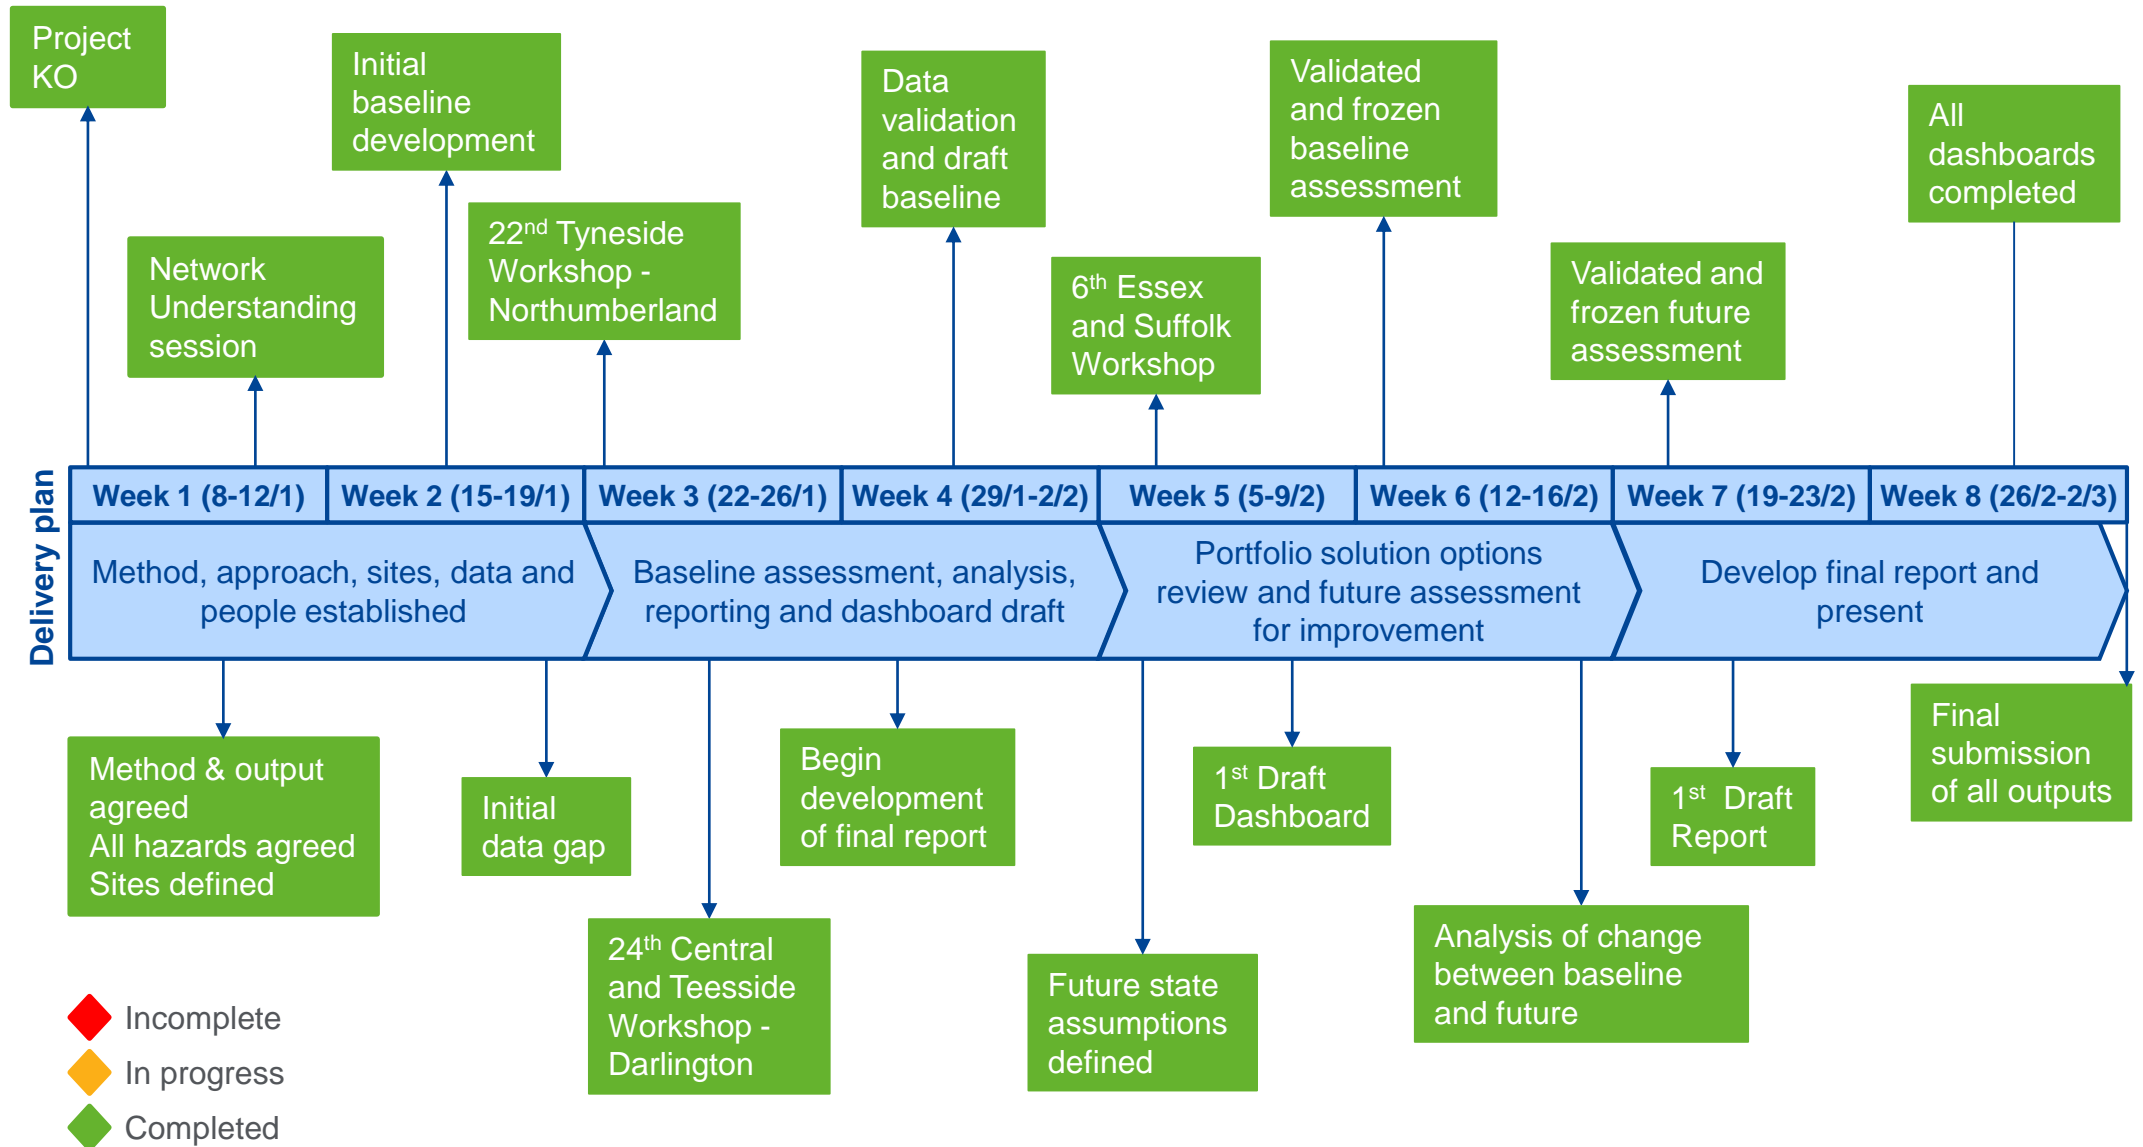 Project
KO
Network
Understanding
session
Initial
baseline
development
22nd Tyneside
Workshop -
Northumberland
Data
validation
and draft
baseline
6th Essex
and Suffolk
Workshop
Validated
and frozen
baseline
assessment
Validated and
frozen future
assessment
All
dashboards
completed
Delivery plan
Week 1 (8-12/1)
Week 2 (15-19/1)
Week 3 (22-26/1)
Week 4 (29/1-2/2)
Week 5 (5-9/2)
Week 6 (12-16/2)
Week 7 (19-23/2)
Week 8 (26/2-2/3)
Method, approach, sites, data and
people established
Baseline assessment, analysis,
reporting and dashboard draft
Portfolio solution options
review and future assessment
for improvement
Develop final report and
present
Method & output
agreed
All hazards agreed
Sites defined
Initial
data gap
24th Central
and Teesside
Workshop -
Darlington
Begin
development
of final report
Future state
assumptions
defined
1st Draft
Dashboard
Analysis of change
between baseline
and future
1st Draft
Report
Final
submission
of all outputs
Incomplete
In progress
Completed